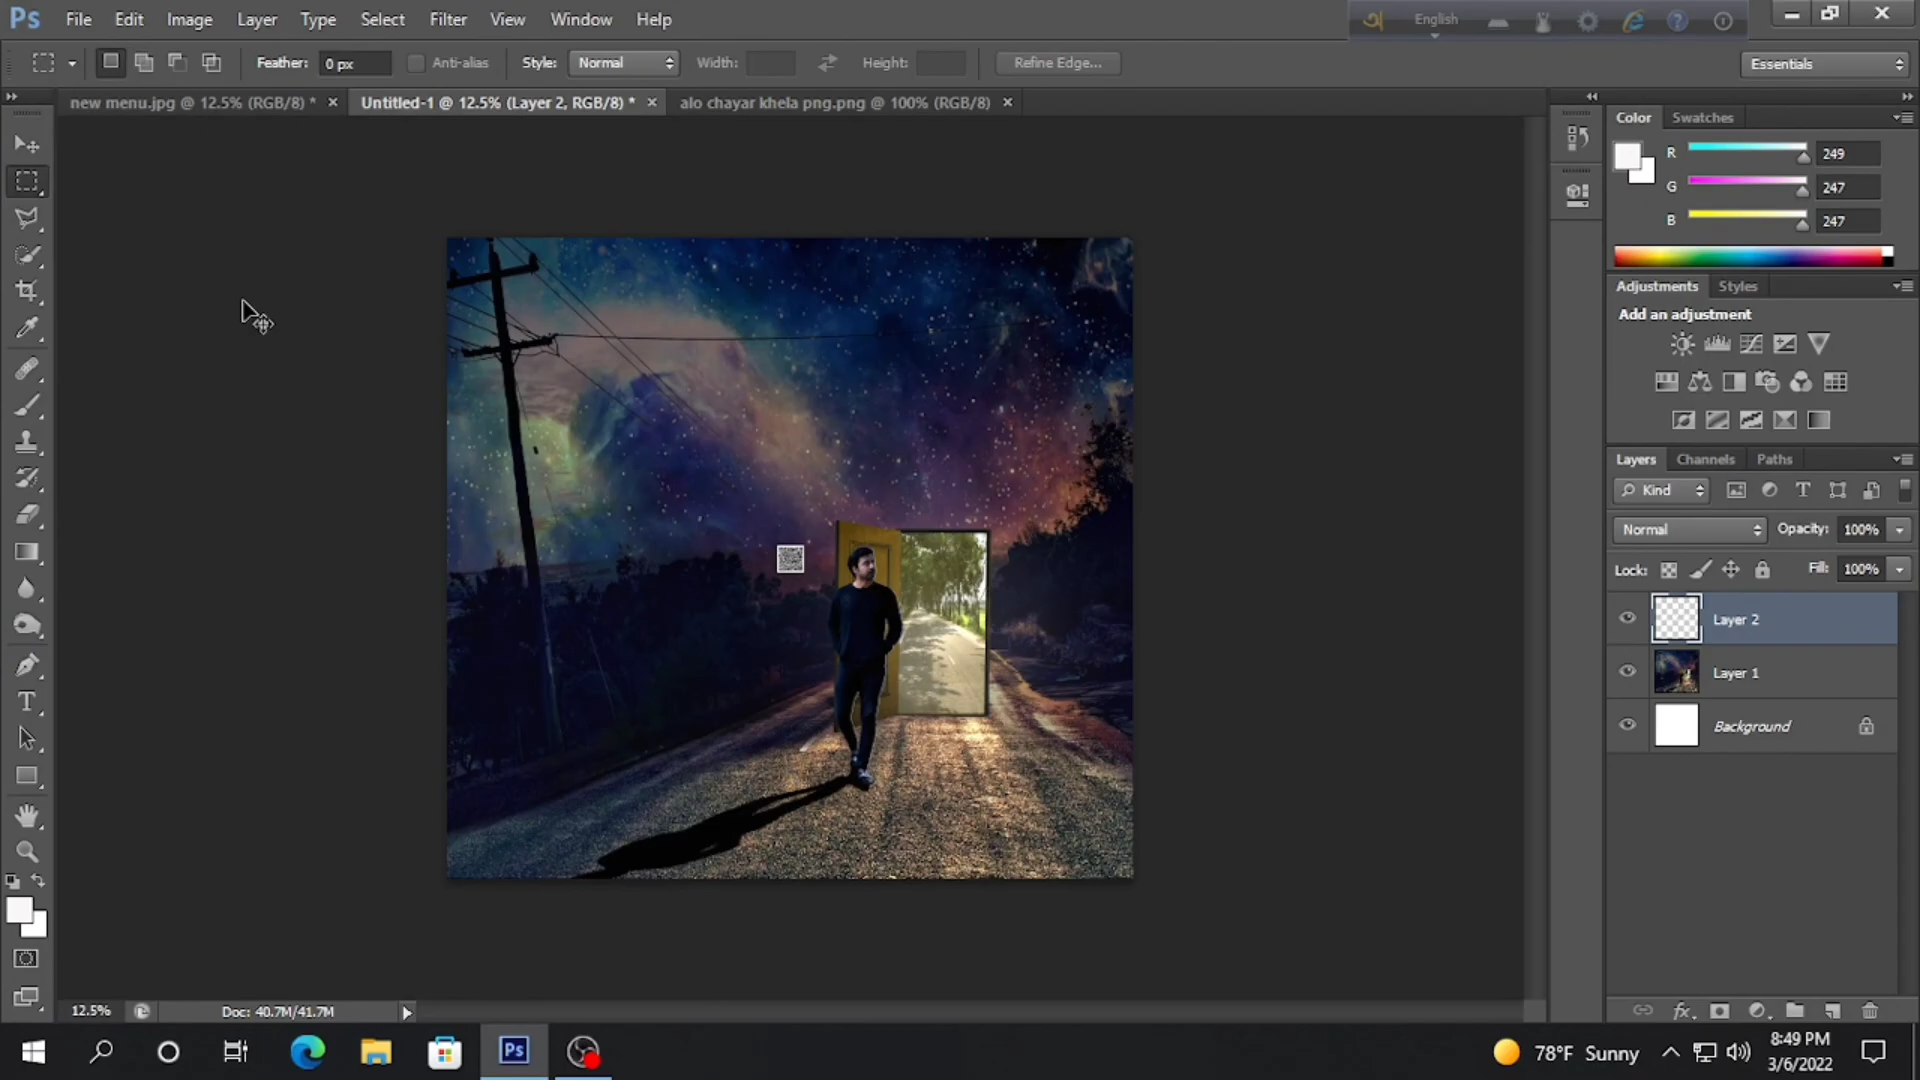 Ps File Edit Image Layer Type Select Filter View Window Help
অ English
Feather: 0 px Anti-alias Style: Normal Width: Height: Refine Edge... Essentials
new menu.jpg @ 12.5% (RGB/8) * × Untitled-1 @ 12.5% (Layer 2, RGB/8) * × alo chayar khela png.png @ 100% (RGB/8) ×
Color Swatches
R 249
G 247
B 247
Adjustments Styles
Add an adjustment
Layers Channels Paths
Kind
Normal Opacity: 100%
Lock: Fill: 100%
Layer 2
Layer 1
Background
12.5% Doc: 40.7M/41.7M
Ps 78°F Sunny 8:49 PM
3/6/2022